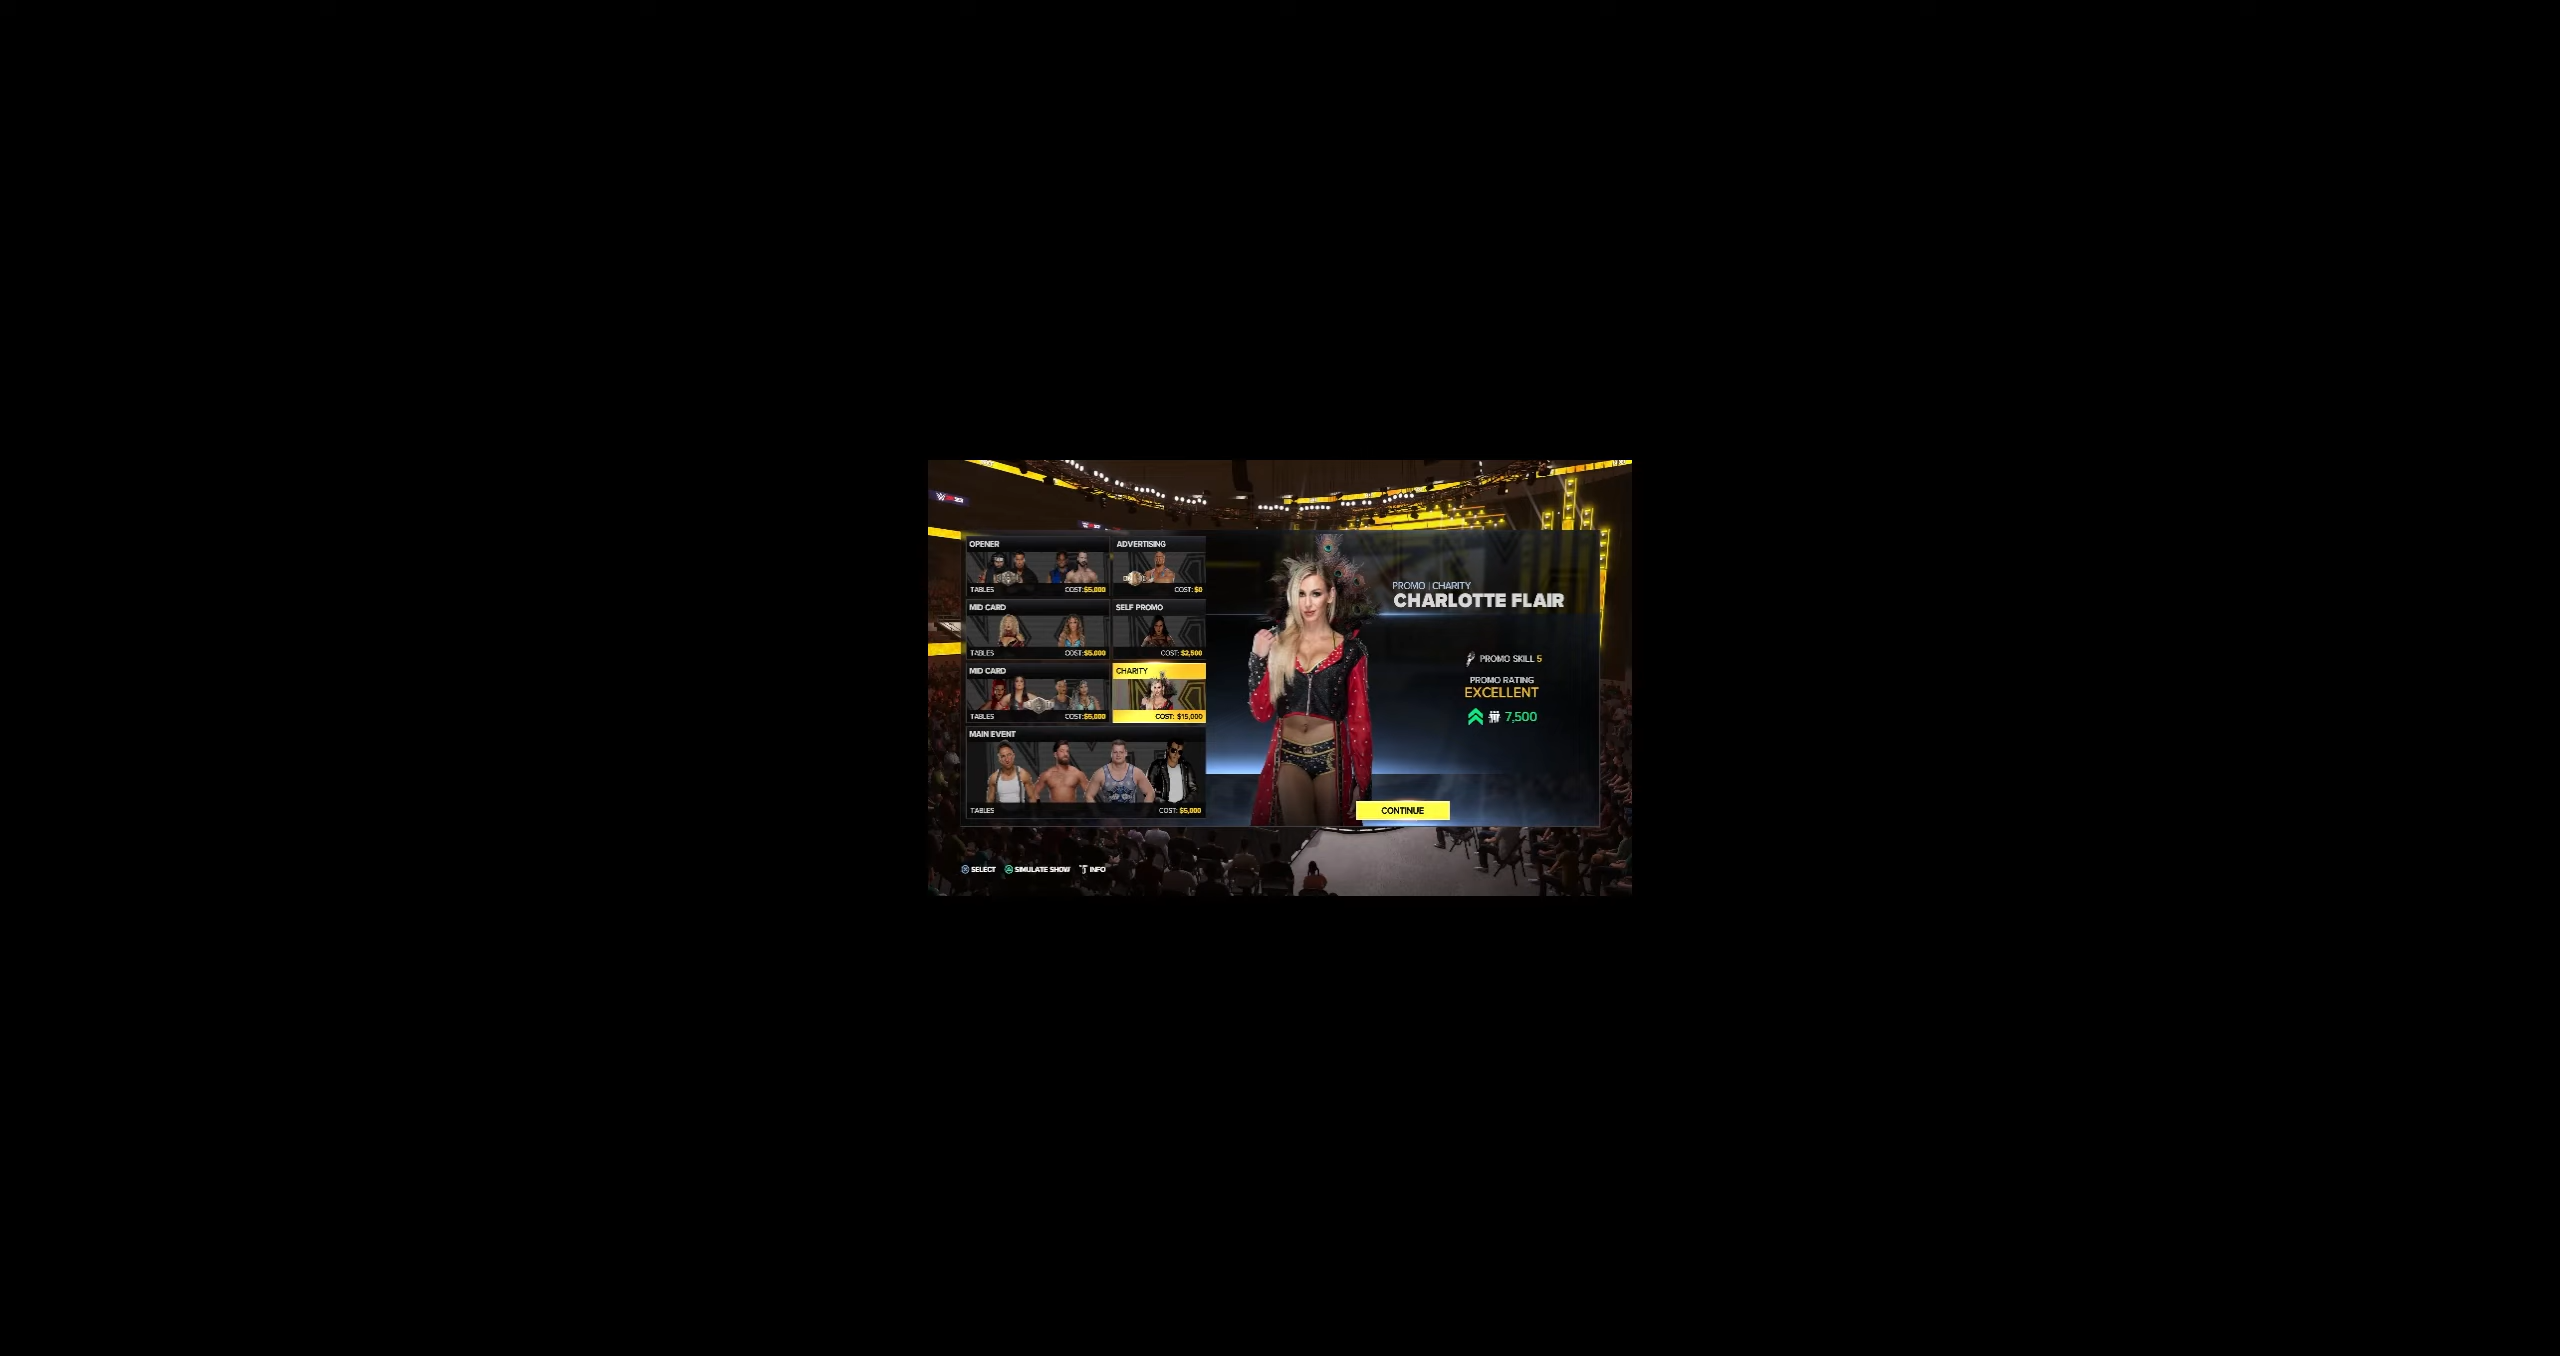 OPENER
TABLES COST: $5,000
ADVERTISING
COST: $0
MID CARD
TABLES COST: $5,000
SELF PROMO
COST: $2,500
MID CARD
TABLES COST: $5,000
CHARITY
COST: $15,000
MAIN EVENT
TABLES COST: $5,000
PROMO | CHARITY
CHARLOTTE FLAIR
PROMO SKILL 5
PROMO RATING
EXCELLENT
7,500
CONTINUE
SELECT SIMULATE SHOW INFO